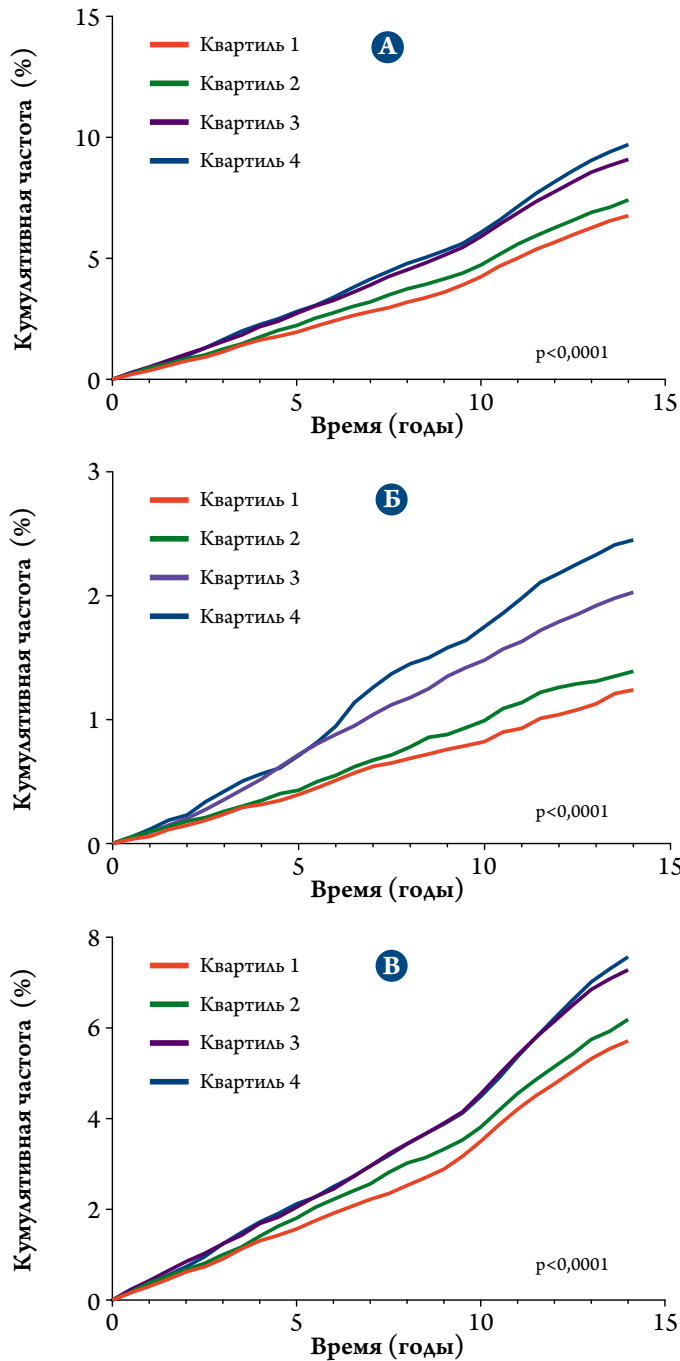 15
Квартиль 1
А
Квартиль 2
Квартиль 3
10
Квартиль 4
Кумулятивная частота (%)
5
p<0,0001
0
0
5
10
15
Время (годы)
3
Квартиль 1
Б
Квартиль 2
Квартиль 3
2
Квартиль 4
Кумулятивная частота (%)
1
p<0,0001
0
0
5
10
15
Время (годы)
8
Квартиль 1
В
Квартиль 2
6
Квартиль 3
Квартиль 4
Кумулятивная частота (%)
4
2
p<0,0001
0
0
5
10
15
Время (годы)